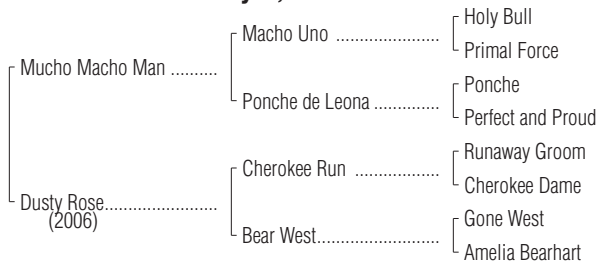 Holy Bull
Macho Uno ..................
Primal Force
Mucho Macho Man ..........
Ponche
Ponche de Leona ...............
Perfect and Proud
Runaway Groom
Cherokee Run ..................
Cherokee Dame
Dusty Rose........................
(2006)
Gone West
Bear West..........................
Amelia Bearhart